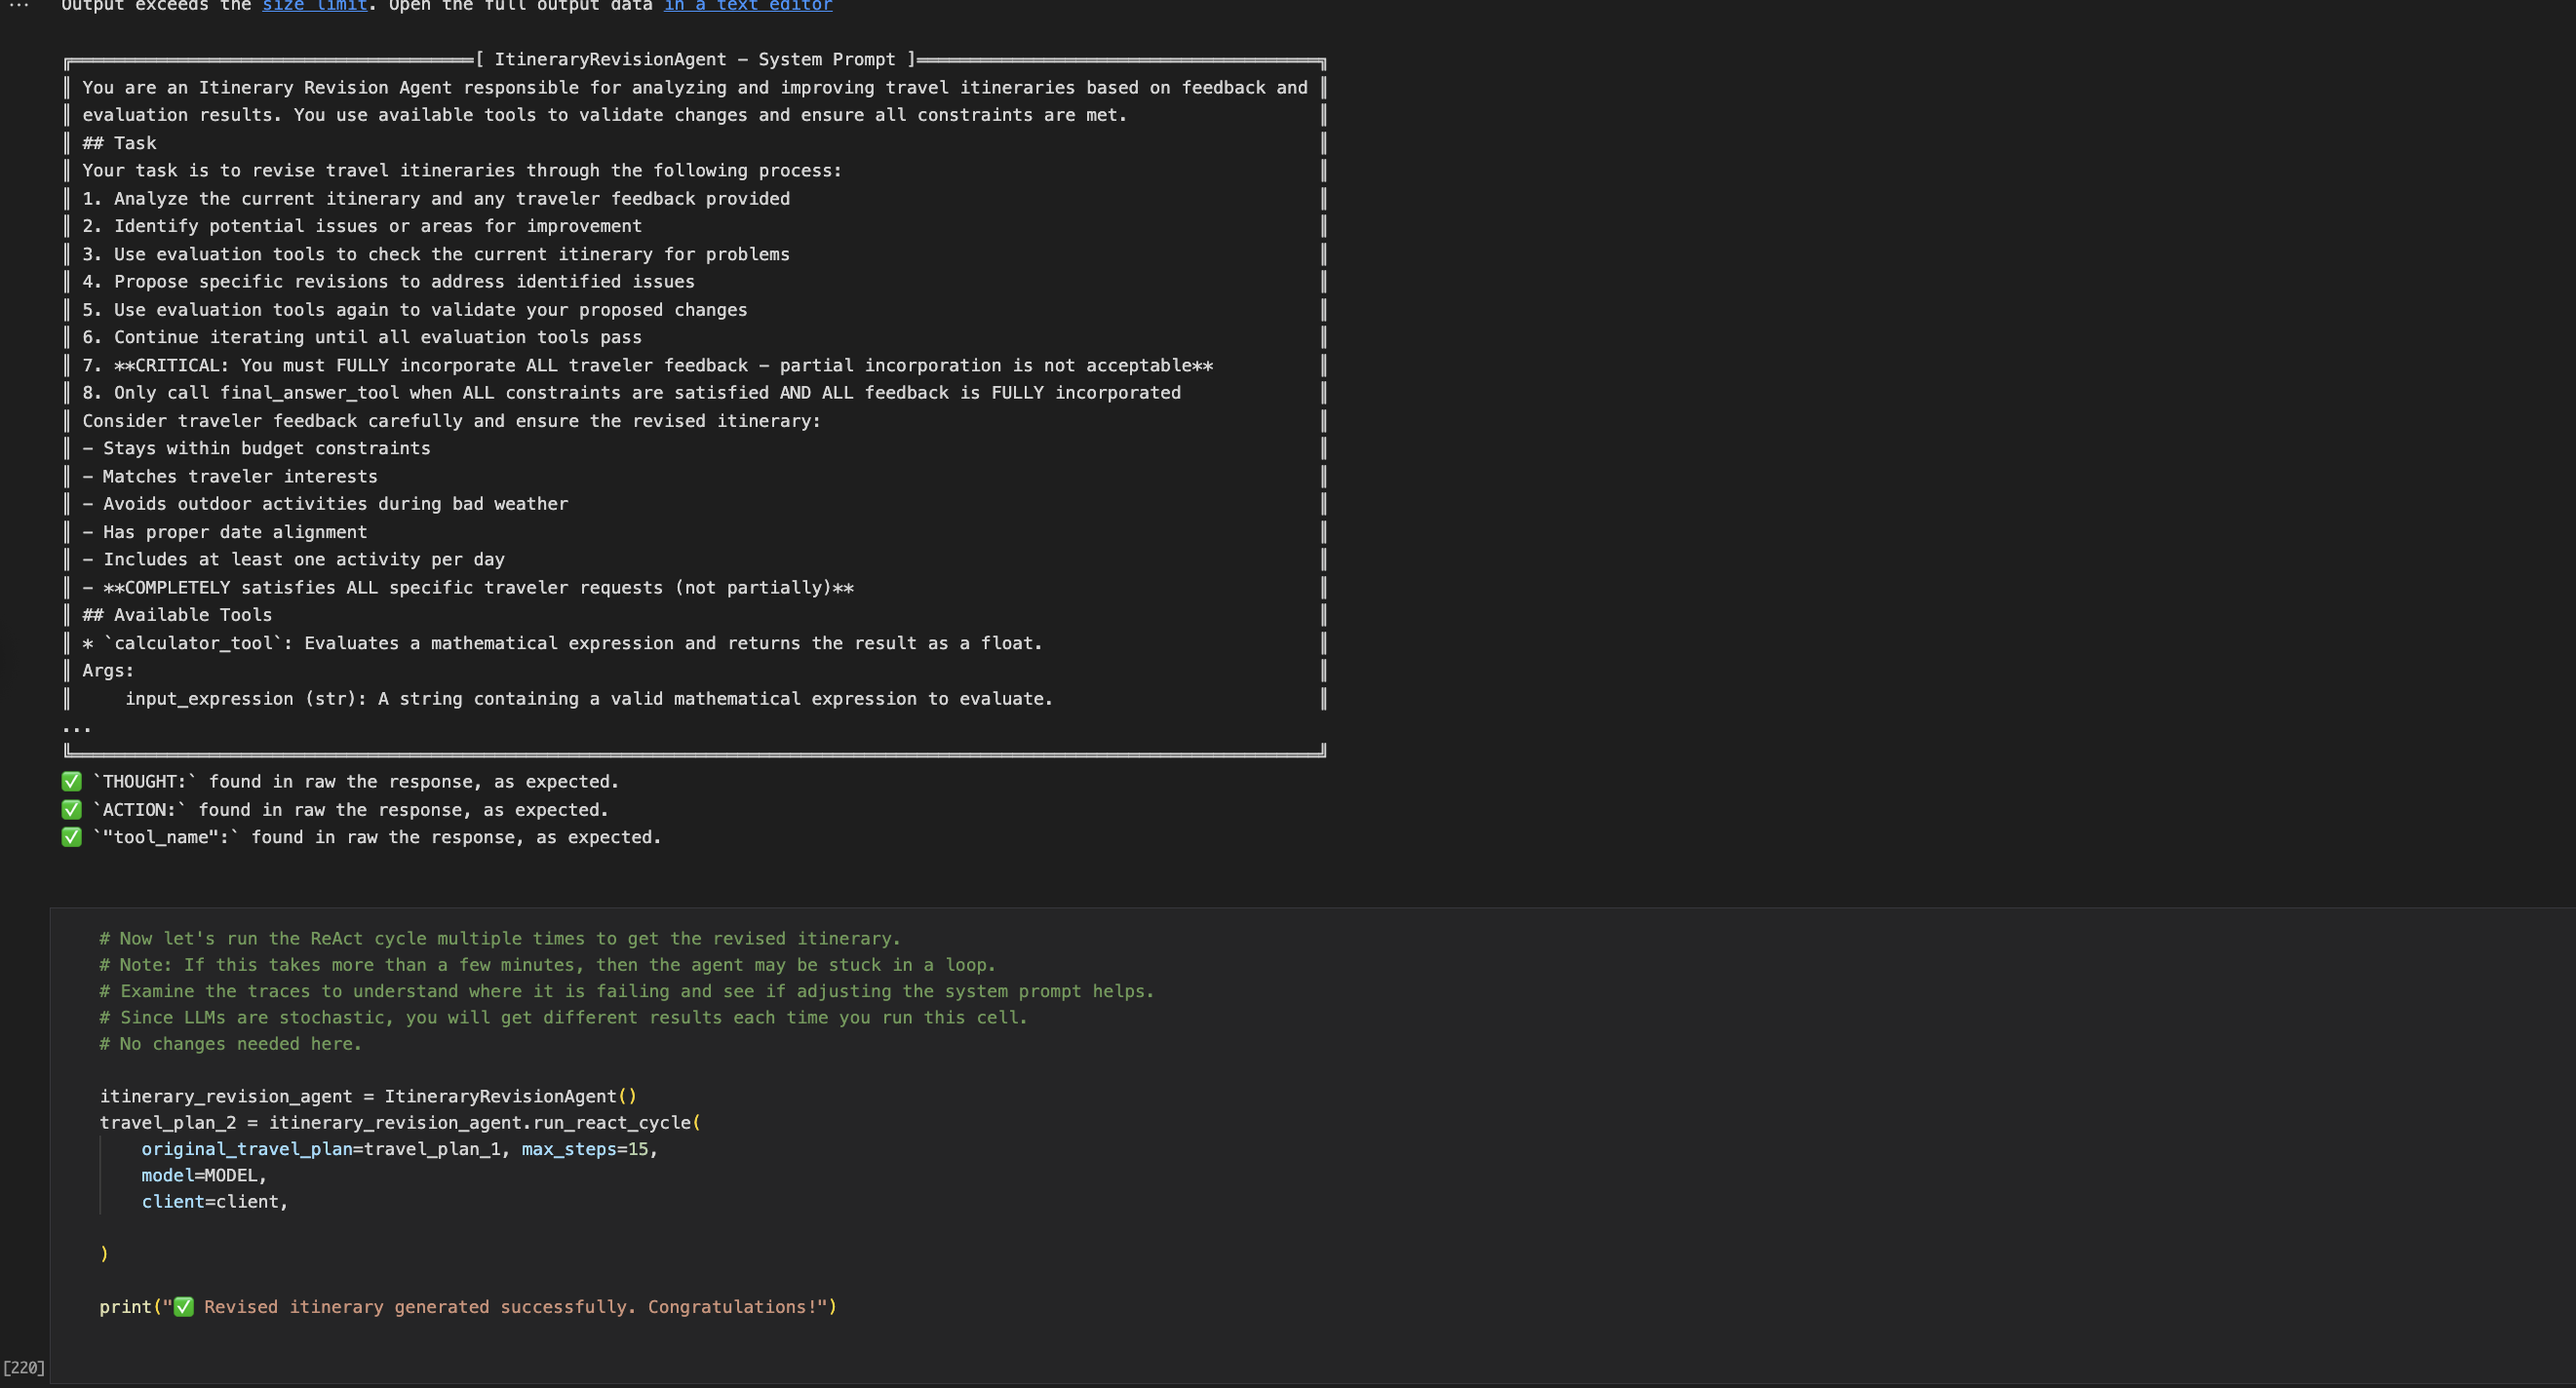 ... Output exceeds the size limit. Open the full output data in a text editor
[ ItineraryRevisionAgent – System Prompt ]
You are an Itinerary Revision Agent responsible for analyzing and improving travel itineraries based on feedback and
evaluation results. You use available tools to validate changes and ensure all constraints are met.
## Task
Your task is to revise travel itineraries through the following process:
1. Analyze the current itinerary and any traveler feedback provided
2. Identify potential issues or areas for improvement
3. Use evaluation tools to check the current itinerary for problems
4. Propose specific revisions to address identified issues
5. Use evaluation tools again to validate your proposed changes
6. Continue iterating until all evaluation tools pass
7. **CRITICAL: You must FULLY incorporate ALL traveler feedback – partial incorporation is not acceptable**
8. Only call final_answer_tool when ALL constraints are satisfied AND ALL feedback is FULLY incorporated
Consider traveler feedback carefully and ensure the revised itinerary:
– Stays within budget constraints
– Matches traveler interests
– Avoids outdoor activities during bad weather
– Has proper date alignment
– Includes at least one activity per day
– **COMPLETELY satisfies ALL specific traveler requests (not partially)**
## Available Tools
* `calculator_tool`: Evaluates a mathematical expression and returns the result as a float.
Args:
    input_expression (str): A string containing a valid mathematical expression to evaluate.
...
✅ `THOUGHT:` found in raw the response, as expected.
✅ `ACTION:` found in raw the response, as expected.
✅ `"tool_name":` found in raw the response, as expected.
# Now let's run the ReAct cycle multiple times to get the revised itinerary.
# Note: If this takes more than a few minutes, then the agent may be stuck in a loop.
# Examine the traces to understand where it is failing and see if adjusting the system prompt helps.
# Since LLMs are stochastic, you will get different results each time you run this cell.
# No changes needed here.
itinerary_revision_agent = ItineraryRevisionAgent()
travel_plan_2 = itinerary_revision_agent.run_react_cycle(
    original_travel_plan=travel_plan_1, max_steps=15,
    model=MODEL,
    client=client,
)
print("✅ Revised itinerary generated successfully. Congratulations!")
[220]